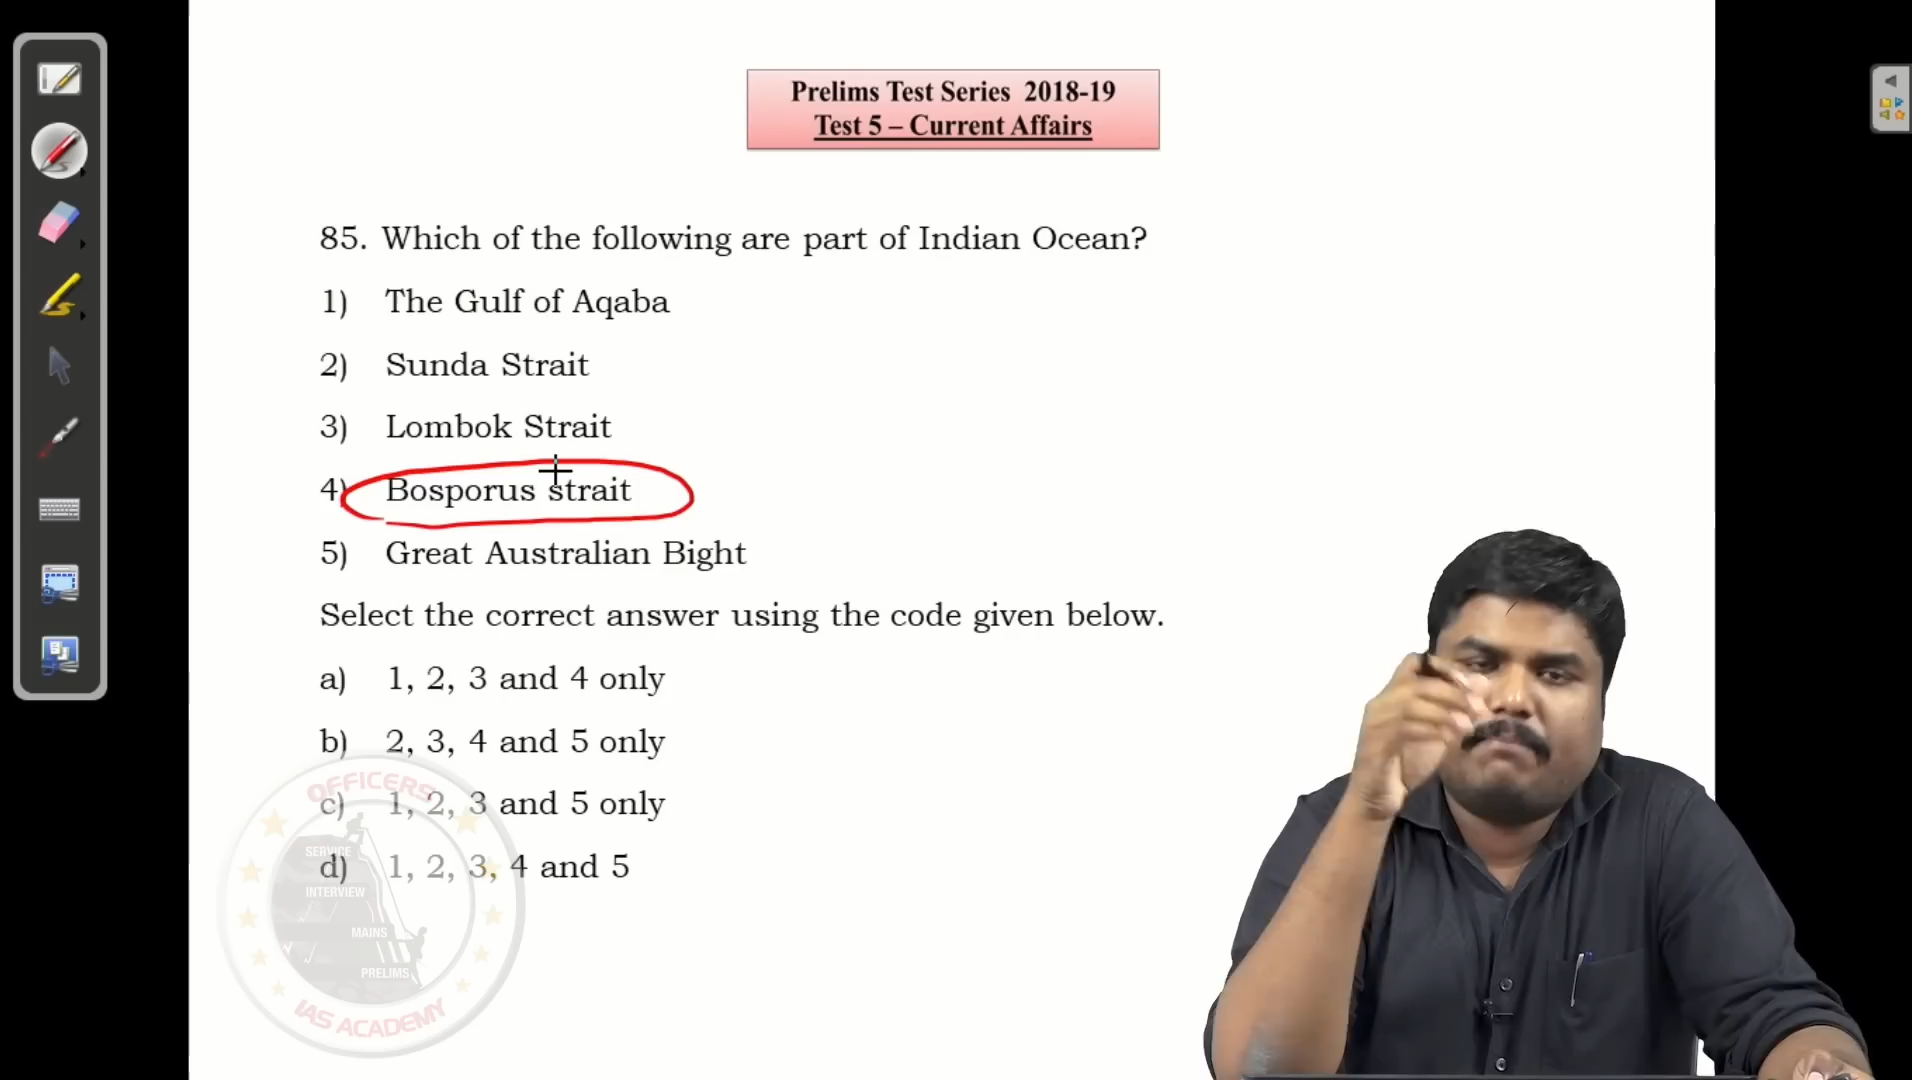 Prelims Test Series 2018-19
Test 5 – Current Affairs
85. Which of the following are part of Indian Ocean?
1) The Gulf of Aqaba
2) Sunda Strait
3) Lombok Strait
4) Bosporus strait
5) Great Australian Bight
Select the correct answer using the code given below.
a) 1, 2, 3 and 4 only
b) 2, 3, 4 and 5 only
c) 1, 2, 3 and 5 only
d) 1, 2, 3, 4 and 5
OFFICERS
SERVICE
INTERVIEW
MAINS
PRELIMS
IAS ACADEMY